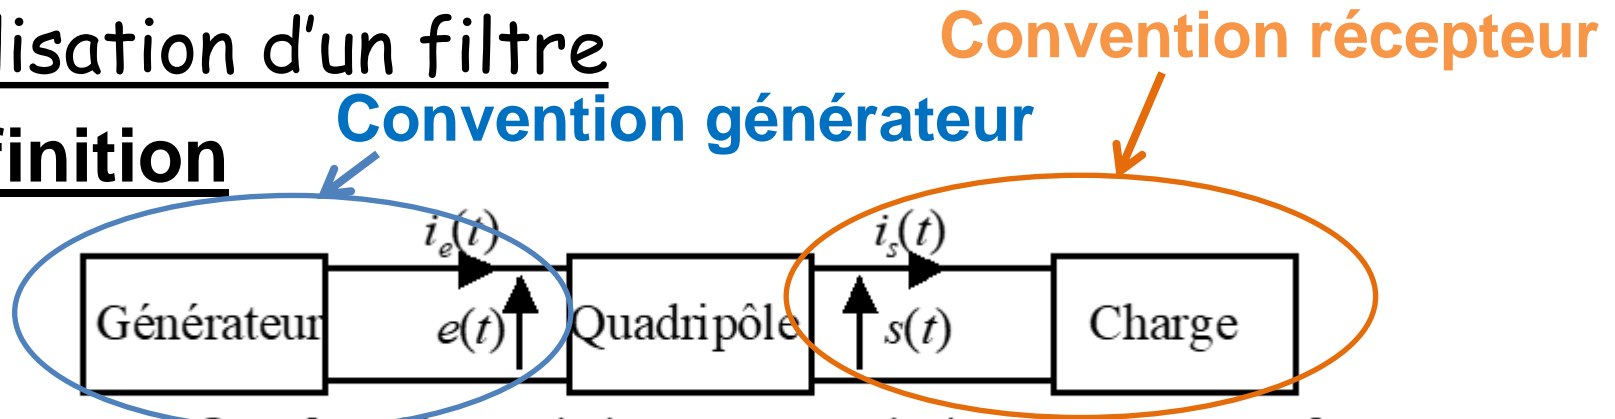 lisation d'un filtre
Convention récepteur
Convention générateur
finition
i_e(t)
i_s(t)
Générateur
e(t)
Quadripôle
s(t)
Charge